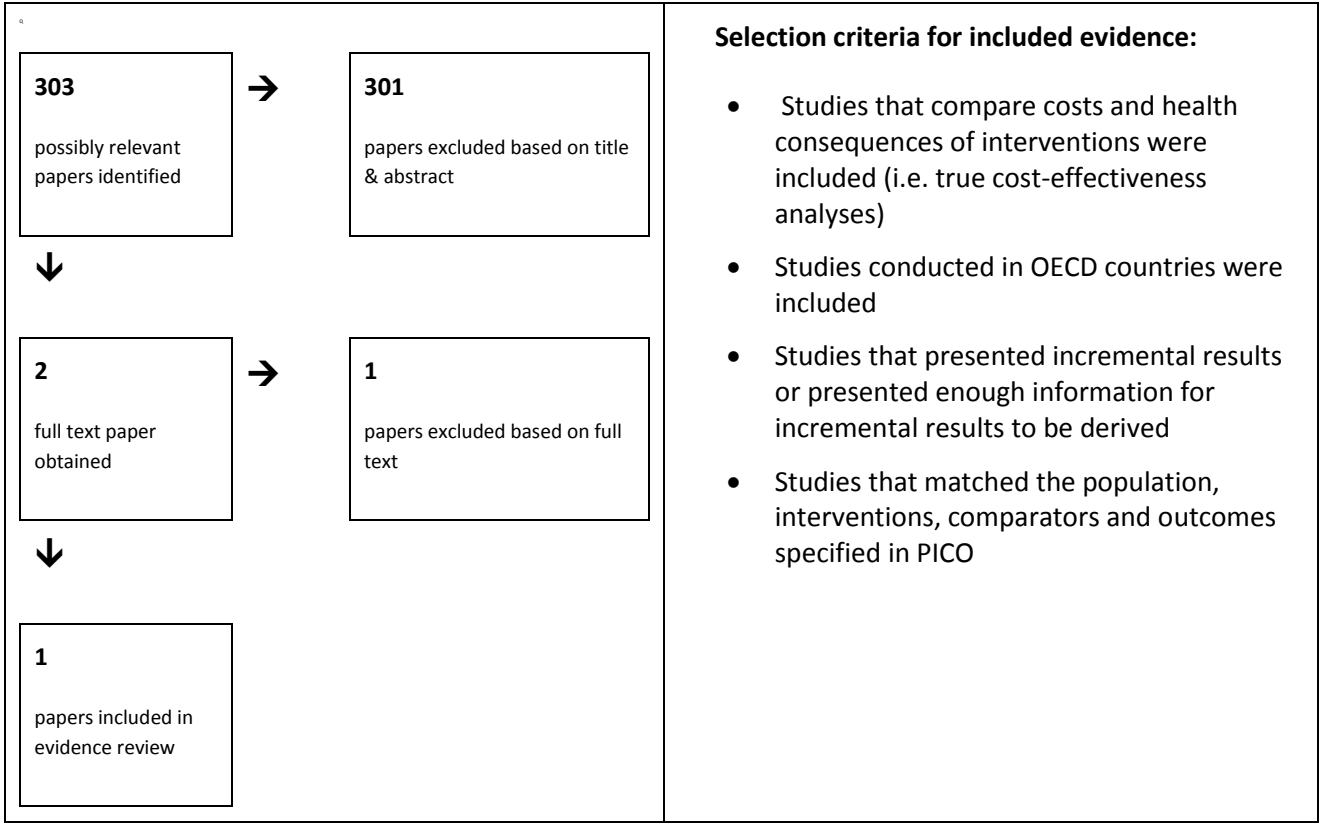 303
possibly relevant
papers identified
→
301
papers excluded based on title
& abstract
↓
2
full text paper
obtained
→
1
papers excluded based on full
text
↓
1
papers included in
evidence review
Selection criteria for included evidence:
• Studies that compare costs and health
consequences of interventions were
included (i.e. true cost-effectiveness
analyses)
• Studies conducted in OECD countries were
included
• Studies that presented incremental results
or presented enough information for
incremental results to be derived
• Studies that matched the population,
interventions, comparators and outcomes
specified in PICO